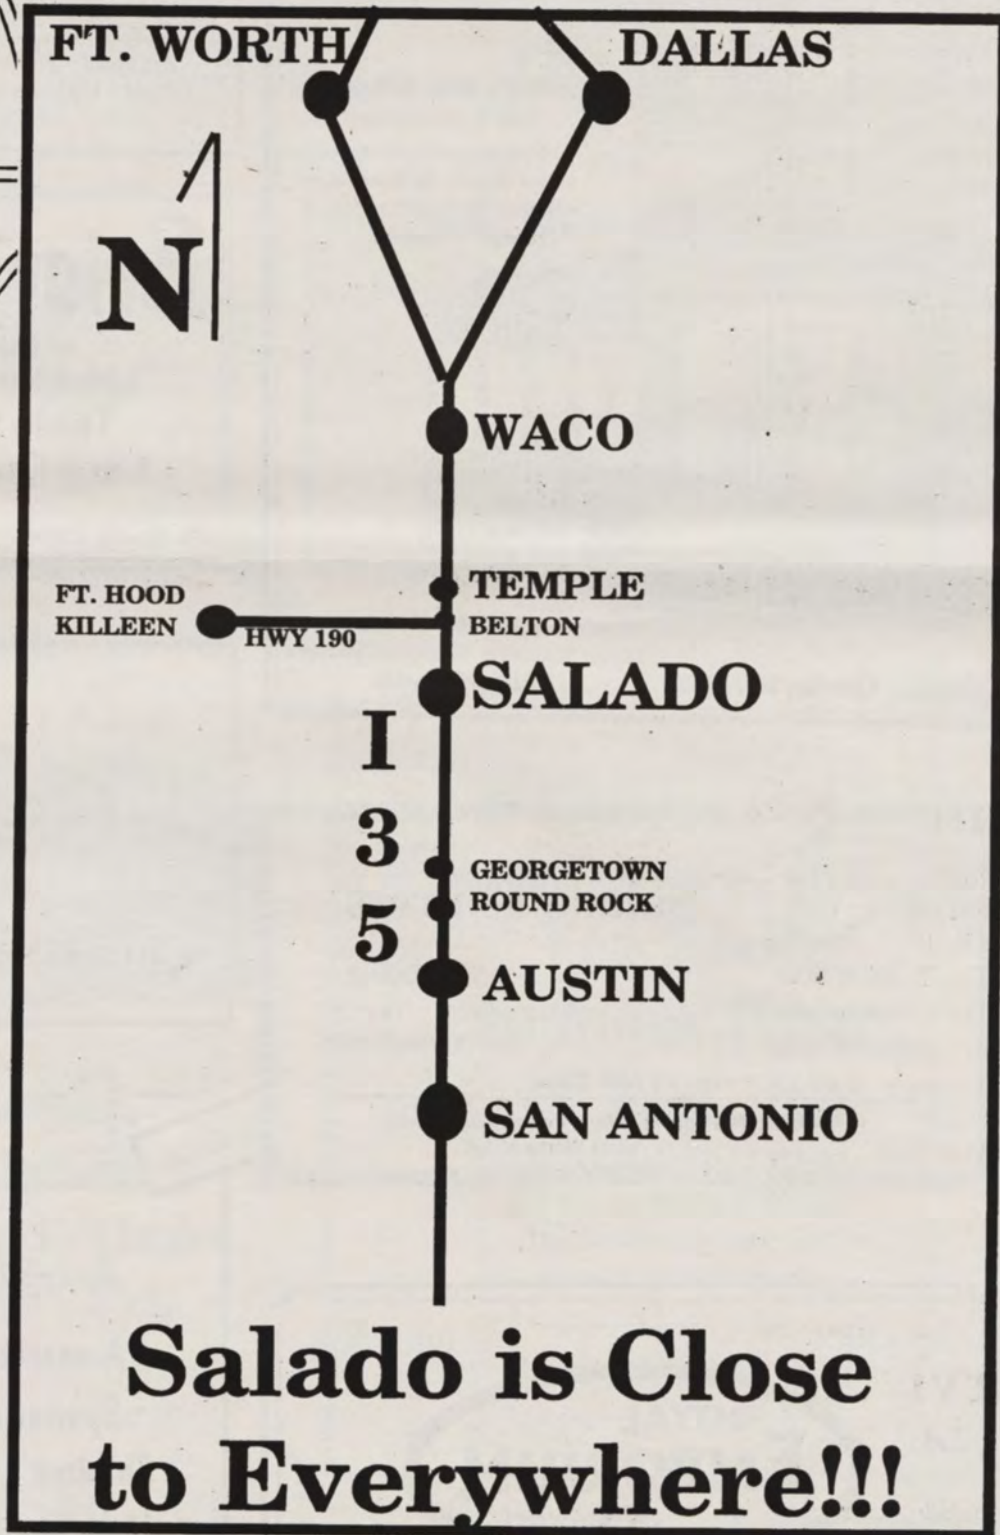 FT. WORTH
DALLAS
N
WACO
FT. HOOD
KILLEEN
HWY 190
TEMPLE
BELTON
SALADO
I
3
5
GEORGETOWN
ROUND ROCK
AUSTIN
SAN ANTONIO
Salado is Close
to Everywhere!!!